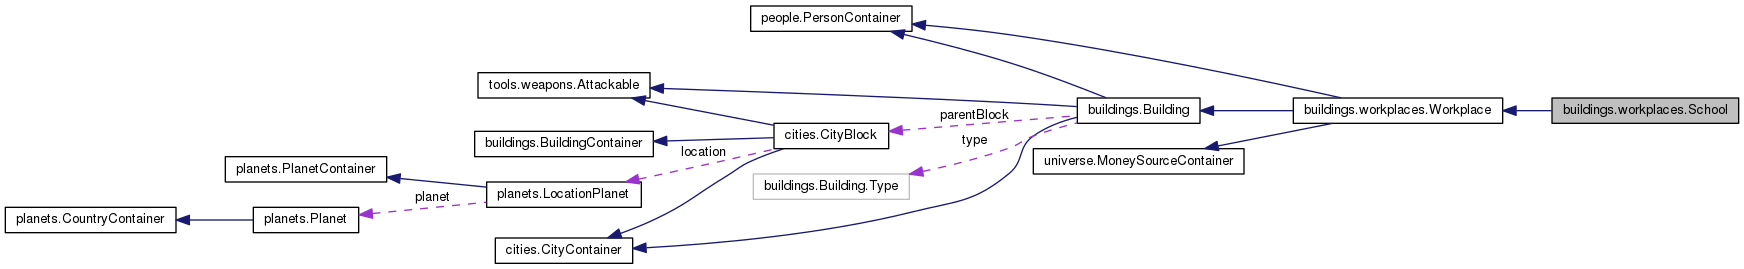 people.PersonContainer
tools.weapons.Attackable
buildings.Building
buildings.workplaces.Workplace
buildings.workplaces.School
parentBlock
cities.CityBlock
buildings.BuildingContainer
type
location
universe.MoneySourceContainer
planets.PlanetContainer
buildings.Building.Type
planets.LocationPlanet
planet
planets.CountryContainer
planets.Planet
cities.CityContainer